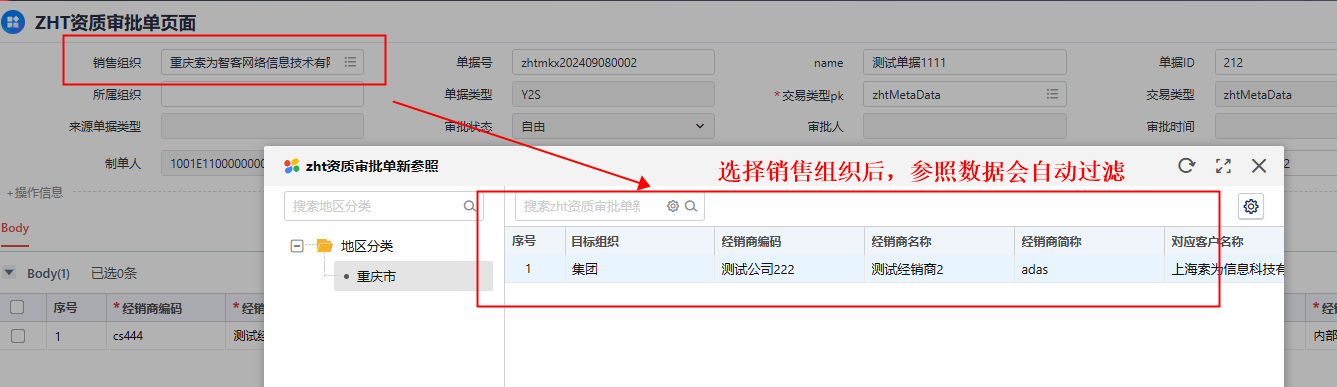 ZHT资质审批单页面
销售组织 重庆索为智客网络信息技术有限 单据号 zhtmkx202409080002 name 测试单据1111 单据ID 212
所属组织 单据类型 Y2S *交易类型pk zhtMetaData 交易类型 zhtMetaData
来源单据类型 审批状态 自由 审批人 审批时间
制单人 1001E1100000000
zht资质审批单新参照
选择销售组织后，参照数据会自动过滤
+操作信息
搜索地区分类 搜索zht资质审批单新
Body
序号 目标组织 经销商编码 经销商名称 经销商简称 对应客户名称
地区分类
1 集团 测试公司222 测试经销商2 adas 上海索为信息科技有
重庆市
Body(1) 已选0条
序号 *经销商编码 *经销
1 cs444 测试经 内部